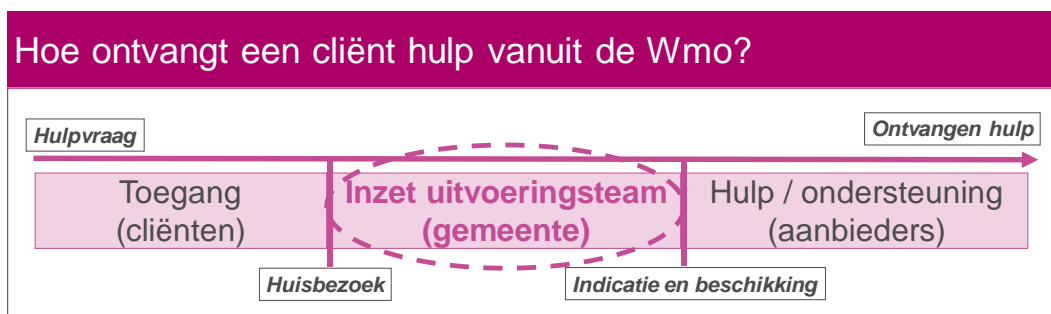 Hoe ontvangt een cliënt hulp vanuit de Wmo?
Hulpvraag
Ontvangen hulp
Toegang
(cliënten)
Inzet uitvoeringsteam
(gemeente)
Hulp / ondersteuning
(aanbieders)
Huisbezoek
Indicatie en beschikking